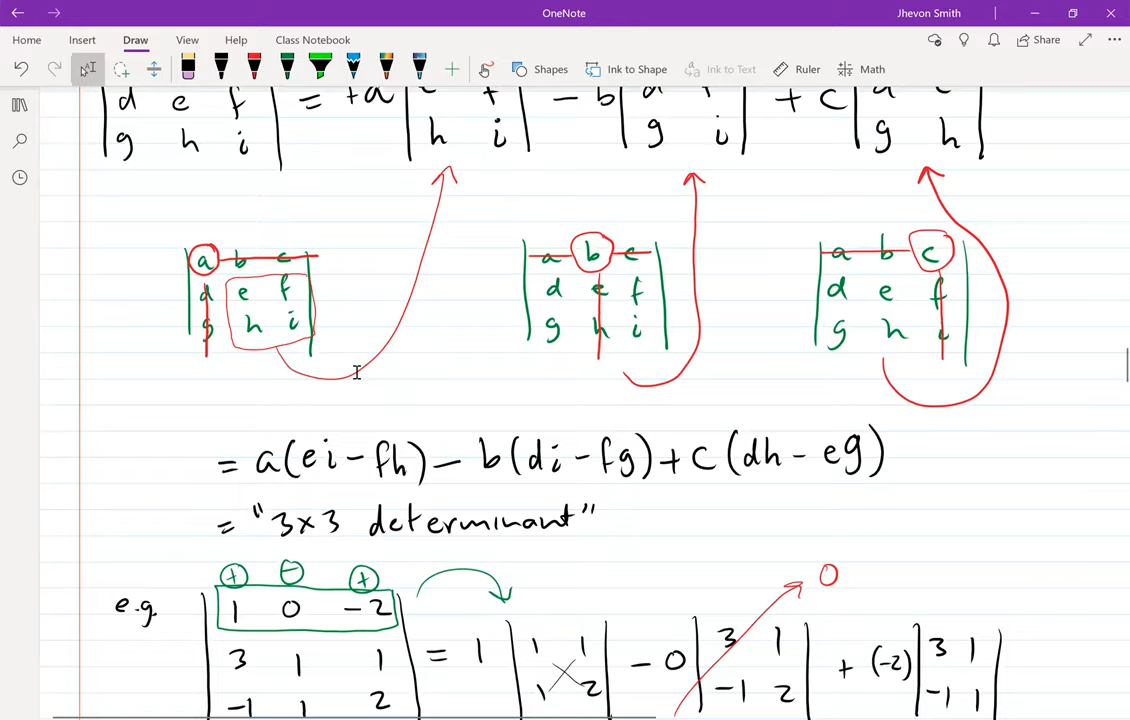 OneNote
Jhevon Smith
Home Insert Draw View Help Class Notebook Share
Shapes Ink to Shape Ink to Text Ruler Math
d e f = +a - b + c
g h i h i g i g h
a b c a b c a b c
d e f d e f d e f
g h i g h i g h i
= a(ei-fh) - b(di-fg) + c(dh-eg)
= "3x3 determinant"
+ - + 0
e.g. 1 0 -2
3 1 1 = 1 1 1 - 0 3 1 + (-2) 3 1
-1 1 2 1 2 -1 2 -1 1